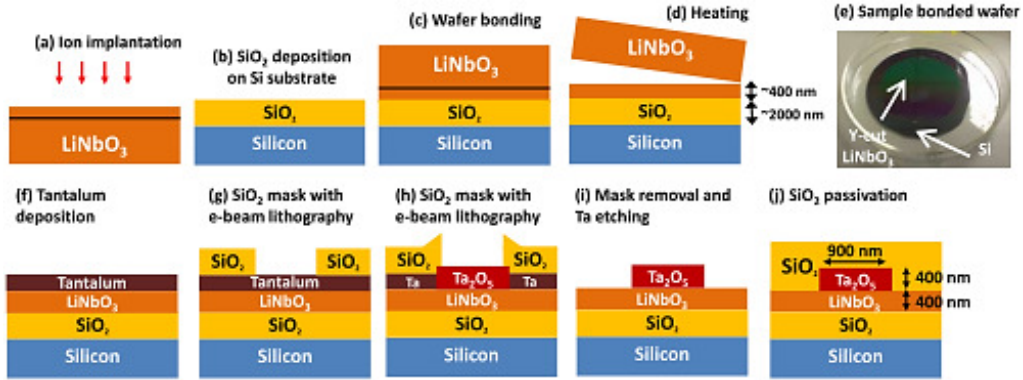 (a) Ion implantation
LiNbO₃
(b) SiO₂ deposition
on Si substrate
SiO₂
Silicon
(c) Wafer bonding
LiNbO₃
SiO₂
Silicon
(d) Heating
LiNbO₃
~400 nm
~2000 nm
SiO₂
Silicon
(e) Sample bonded wafer
Y-cut
LiNbO₃
Si
(f) Tantalum
deposition
Tantalum
LiNbO₃
SiO₂
Silicon
(g) SiO₂ mask with
e-beam lithography
SiO₂
SiO₂
Tantalum
LiNbO₃
SiO₂
Silicon
(h) SiO₂ mask with
e-beam lithography
SiO₂
SiO₂
Ta
Ta₂O₅
Ta
LiNbO₃
SiO₂
Silicon
(i) Mask removal and
Ta etching
Ta₂O₅
LiNbO₃
SiO₂
Silicon
(j) SiO₂ passivation
900 nm
SiO₂
Ta₂O₅
400 nm
LiNbO₃
400 nm
SiO₂
Silicon